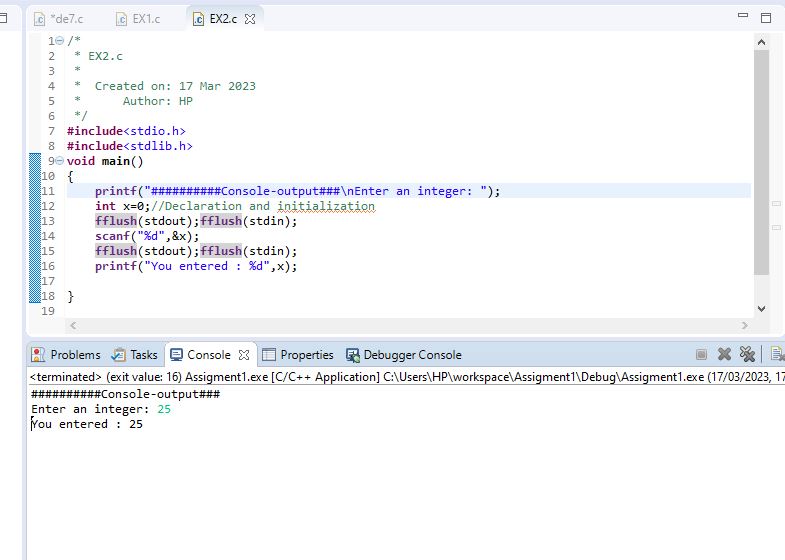 *de7.c EX1.c EX2.c
1 /*
2 * EX2.c
3 *
4 * Created on: 17 Mar 2023
5 * Author: HP
6 */
7 #include<stdio.h>
8 #include<stdlib.h>
9 void main()
10 {
11 printf("##########Console-output###\nEnter an integer: ");
12 int x=0;//Declaration and initialization
13 fflush(stdout);fflush(stdin);
14 scanf("%d",&x);
15 fflush(stdout);fflush(stdin);
16 printf("You entered : %d",x);
17
18 }
19
Problems Tasks Console Properties Debugger Console
<terminated> (exit value: 16) Assigment1.exe [C/C++ Application] C:\Users\HP\workspace\Assigment1\Debug\Assigment1.exe (17/03/2023, 17
##########Console-output###
Enter an integer: 25
You entered : 25